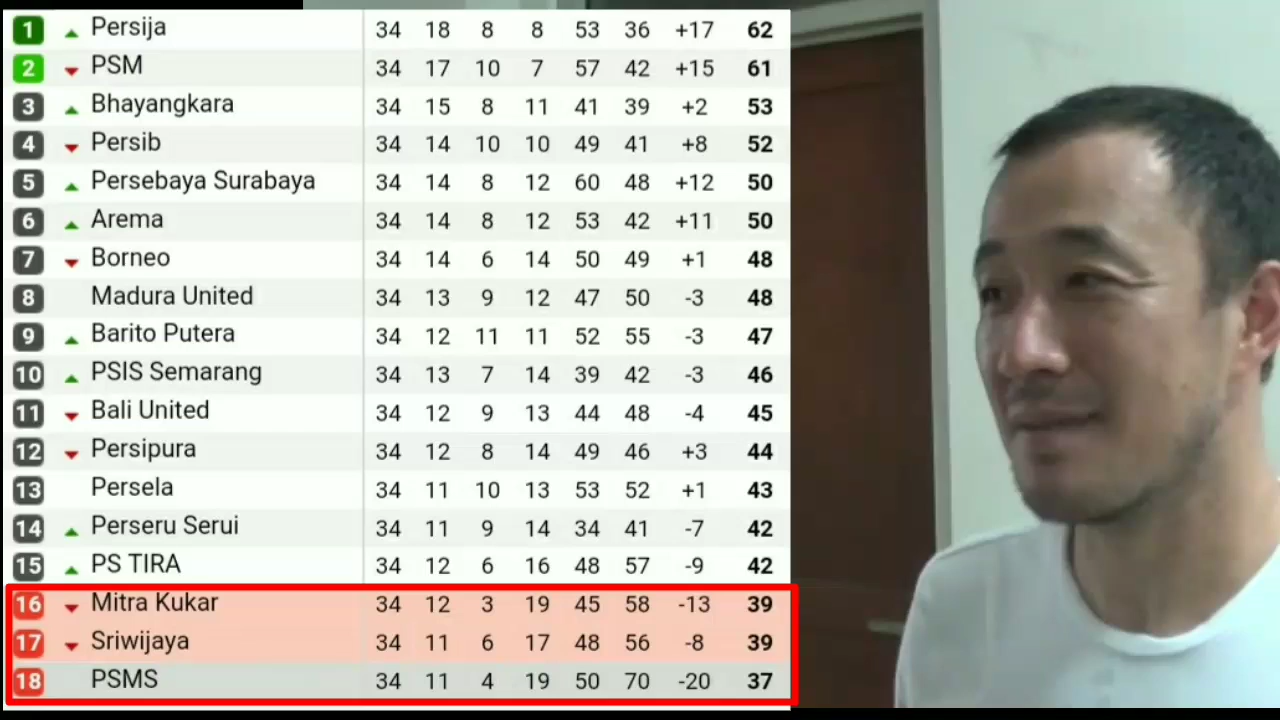 1 Persija 34 18 8 8 53 36 +17 62
2 PSM 34 17 10 7 57 42 +15 61
3 Bhayangkara 34 15 8 11 41 39 +2 53
4 Persib 34 14 10 10 49 41 +8 52
5 Persebaya Surabaya 34 14 8 12 60 48 +12 50
6 Arema 34 14 8 12 53 42 +11 50
7 Borneo 34 14 6 14 50 49 +1 48
8 Madura United 34 13 9 12 47 50 -3 48
9 Barito Putera 34 12 11 11 52 55 -3 47
10 PSIS Semarang 34 13 7 14 39 42 -3 46
11 Bali United 34 12 9 13 44 48 -4 45
12 Persipura 34 12 8 14 49 46 +3 44
13 Persela 34 11 10 13 53 52 +1 43
14 Perseru Serui 34 11 9 14 34 41 -7 42
15 PS TIRA 34 12 6 16 48 57 -9 42
16 Mitra Kukar 34 12 3 19 45 58 -13 39
17 Sriwijaya 34 11 6 17 48 56 -8 39
18 PSMS 34 11 4 19 50 70 -20 37